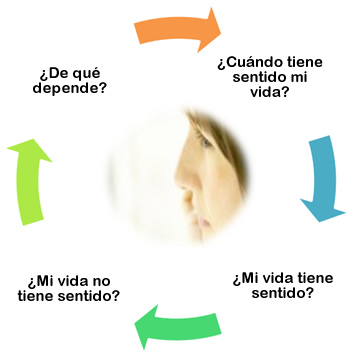 ¿De qué
depende?
¿Cuándo tiene
sentido mi
vida?
¿Mi vida tiene
sentido?
¿Mi vida no
tiene sentido?